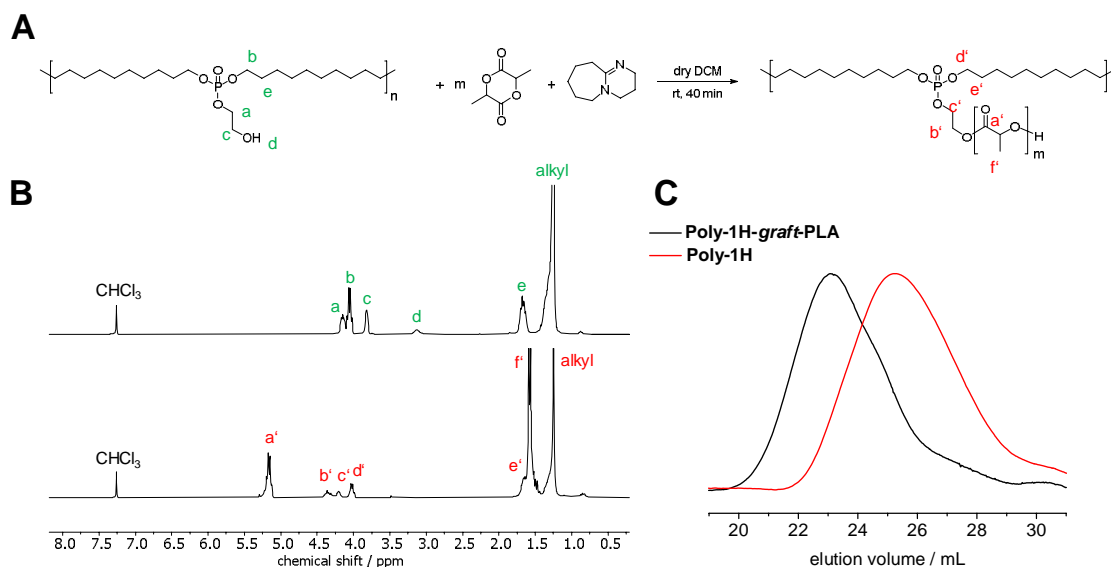 A
O
O P O
O
OH
n
b
e
a
c
d
+ m
O
O
O
O
+
N
N
dry DCM
rt, 40 min
O
O P O
O
O
O
O
H
m
n
d'
e'
c'
b'
a'
f'
B
alkyl
CHCl3
a
b
c
d
e
f'
alkyl
CHCl3
a'
b'
c'
d'
e'
8.0 7.5 7.0 6.5 6.0 5.5 5.0 4.5 4.0 3.5 3.0 2.5 2.0 1.5 1.0 0.5
chemical shift / ppm
C
Poly-1H-graft-PLA
Poly-1H
20 22 24 26 28 30
elution volume / mL